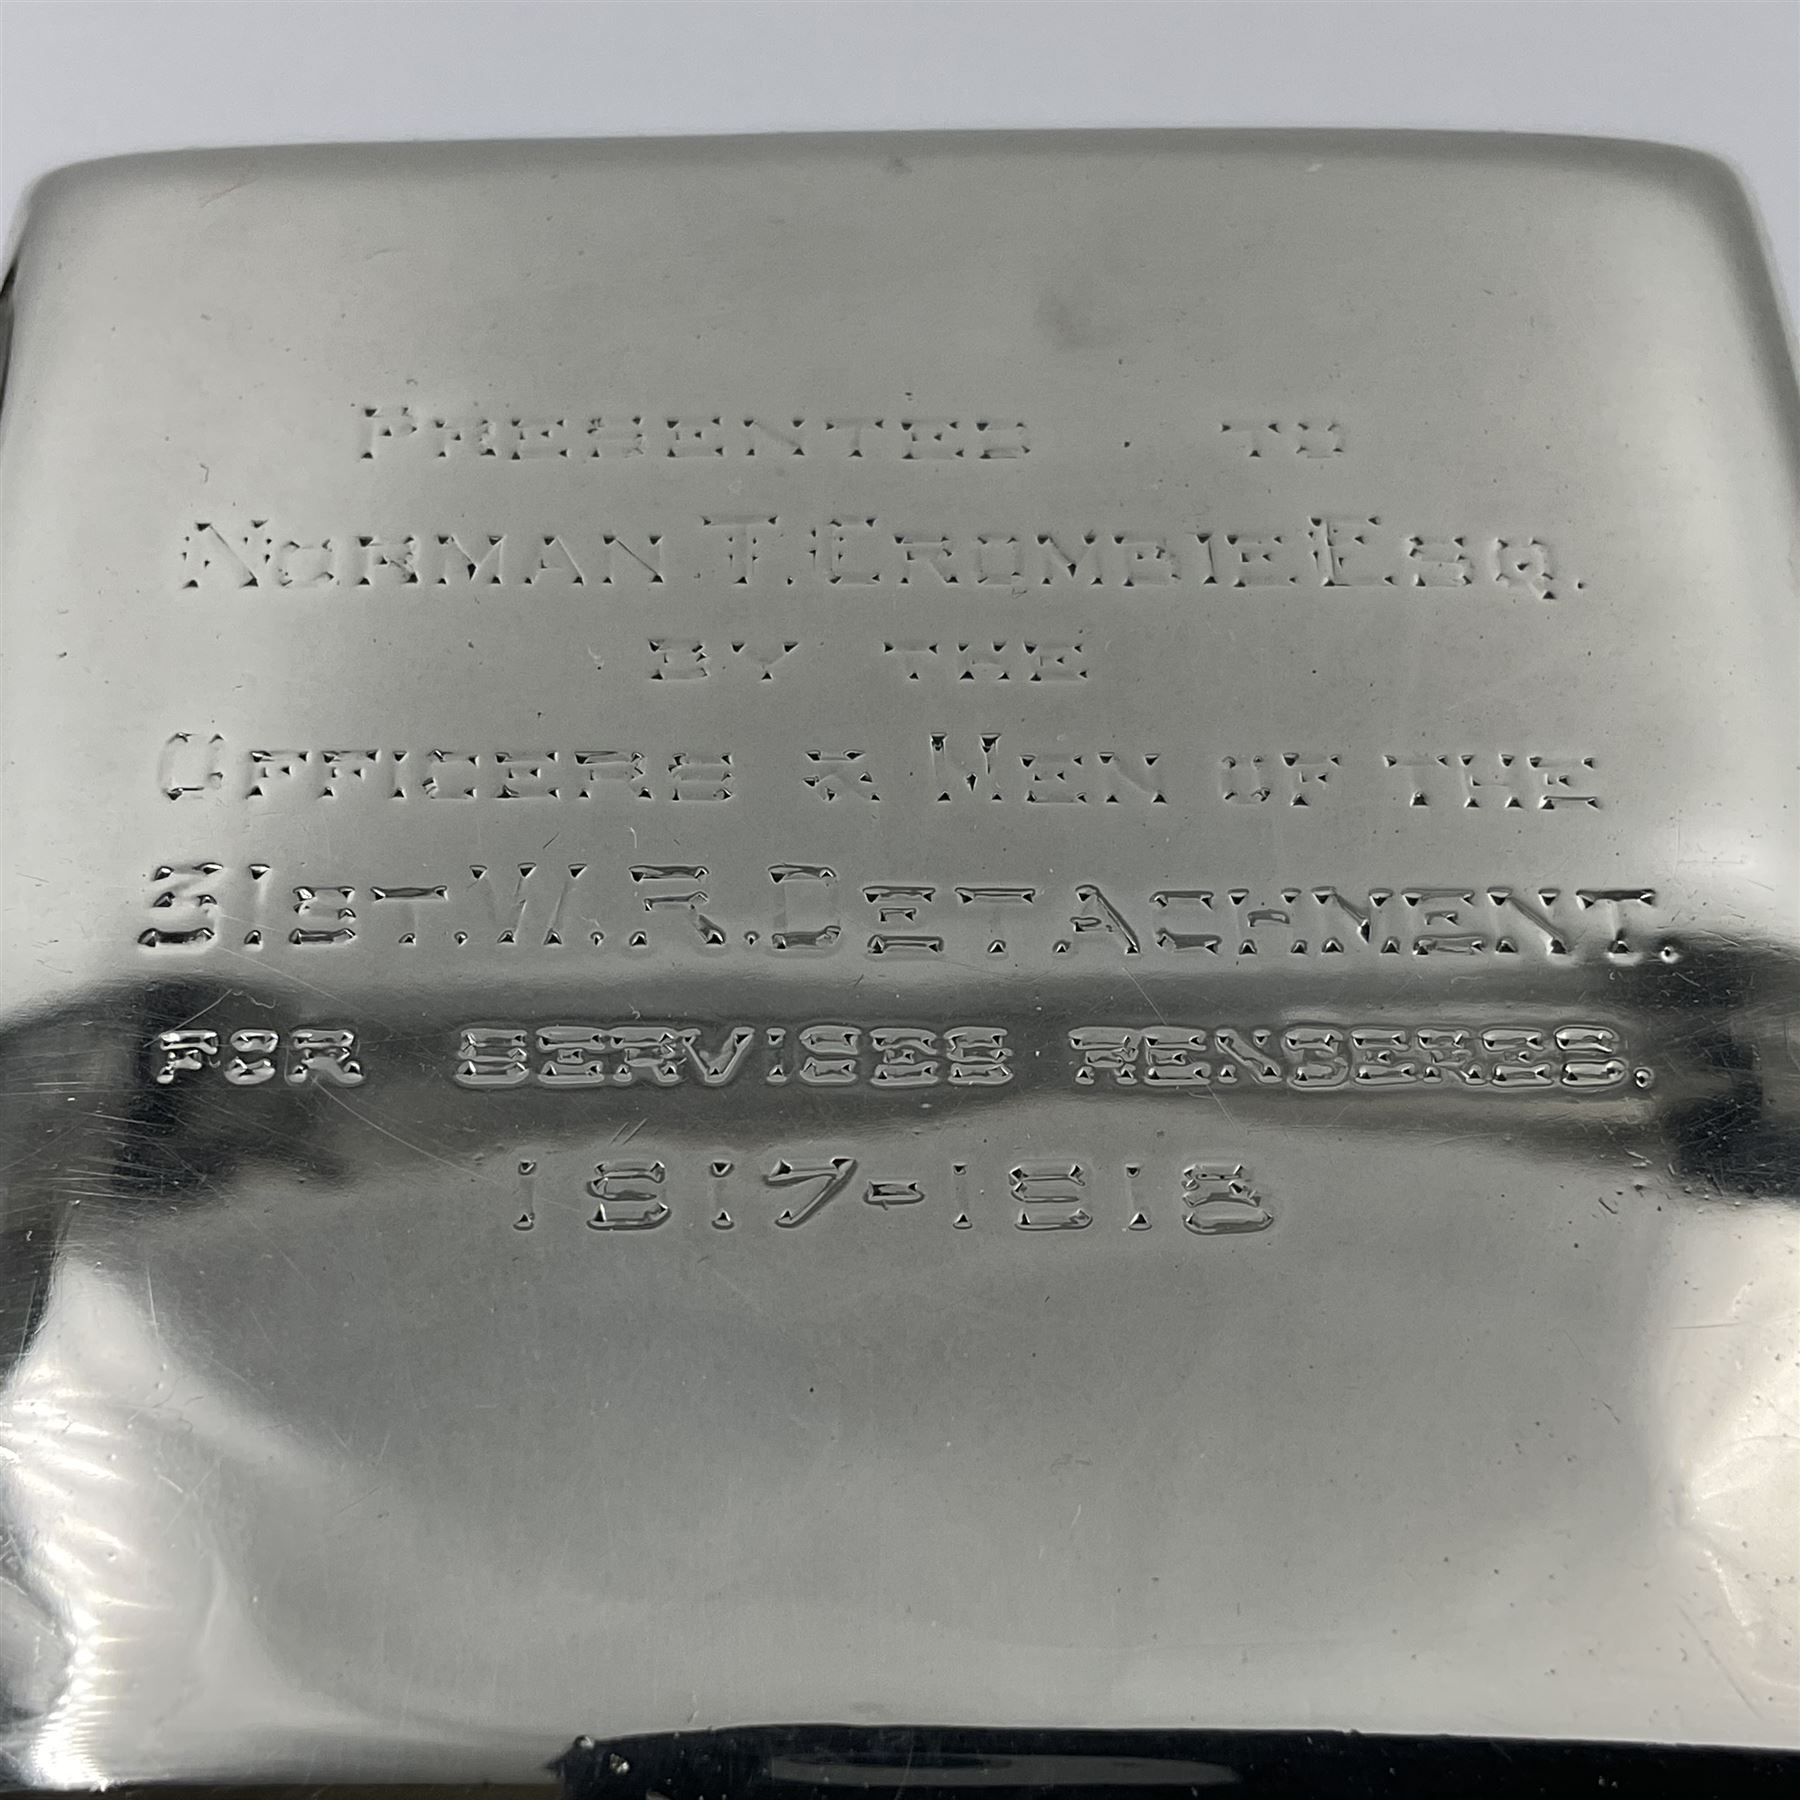 PRESENTED TO
NORMAN T. CROMBIE. ESQ.
BY THE
OFFICERS & MEN OF THE
31ST. W. R. DETACHMENT.
FOR SERVICES RENDERED.
1917-1918